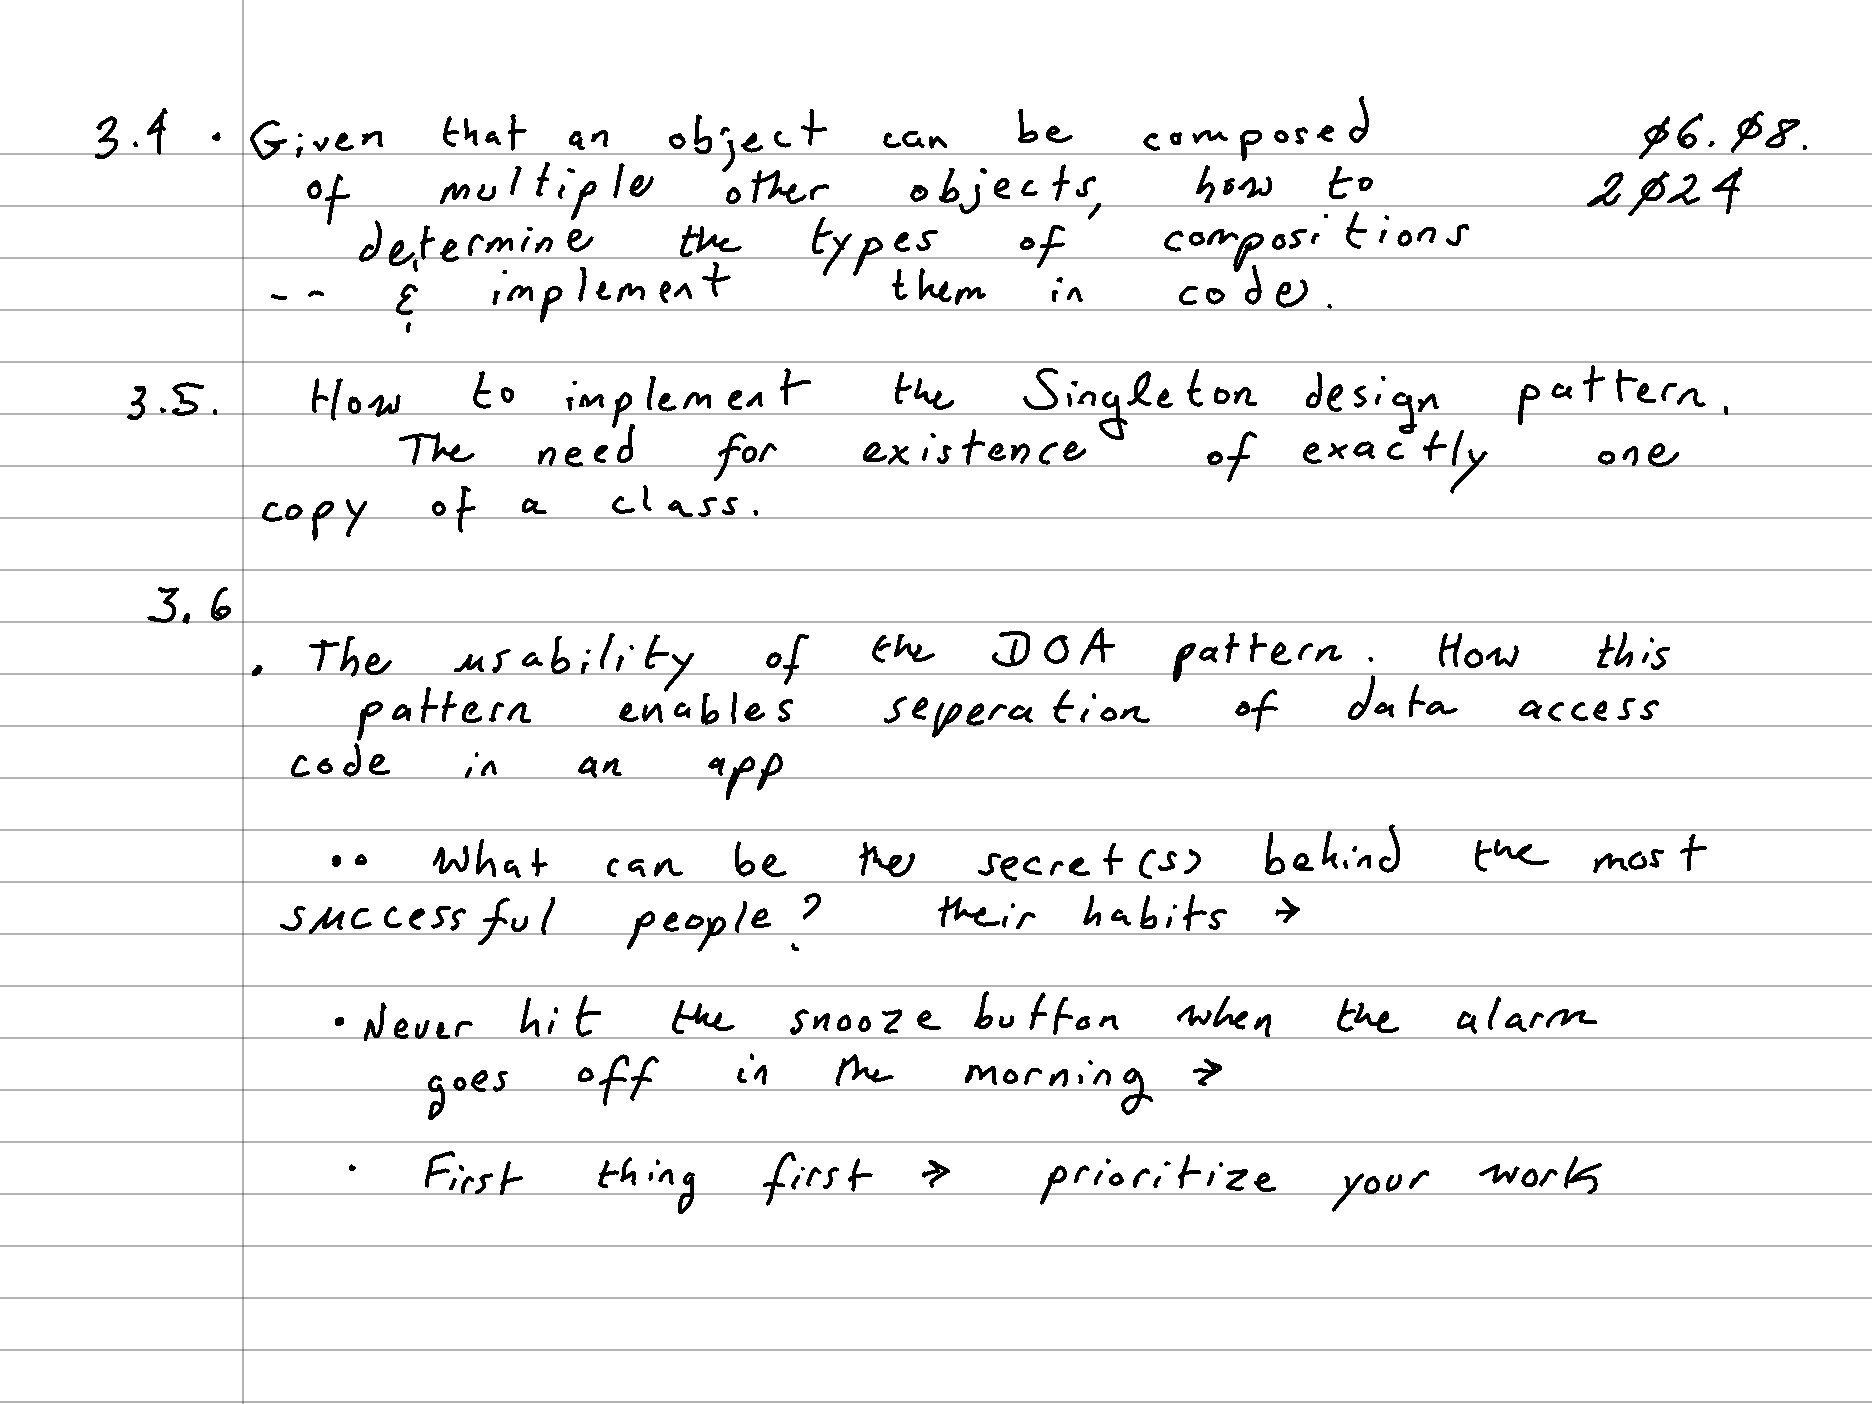 3.4 · Given that an object can be composed ø6.ø8.
of multiple other objects, how to 2ø24
determine the types of compositions
-- & implement them in code.
3.5. How to implement the Singleton design pattern.
The need for existence of exactly one
copy of a class.
3.6
. The usability of the DOA pattern. How this
pattern enables seperation of data access
code in an app
•• What can be the secret(s) behind the most
successful people? their habits →
• Never hit the snooze button when the alarm
goes off in the morning →
· First thing first → prioritize your work